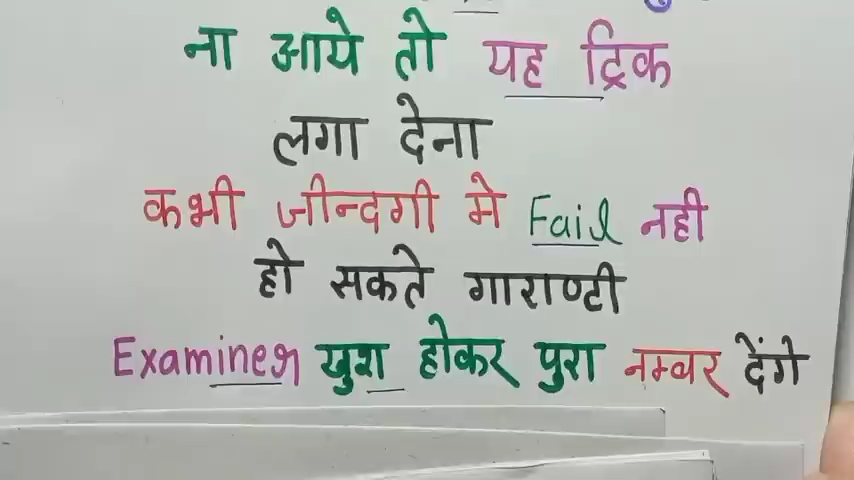 ना आये तो यह ट्रिक
लगा देना
कभी जीन्दगी मे Fail नही
हो सकते गाराण्टी
Examiner खुश होकर पुरा नम्बर देंगे